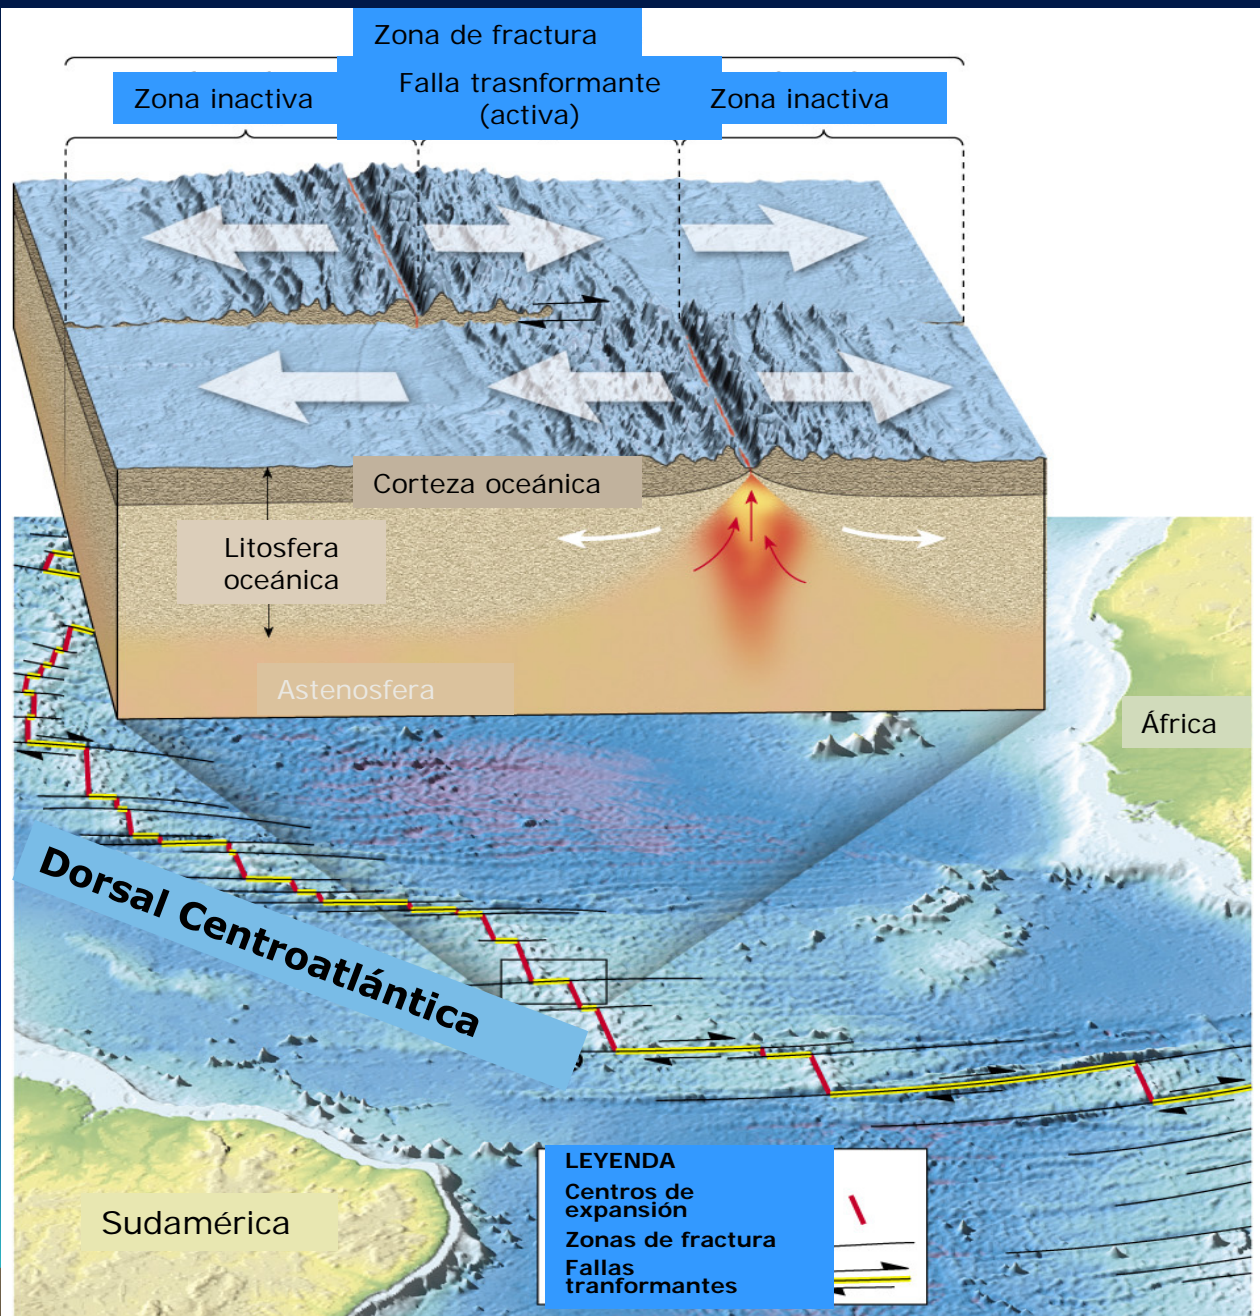 Zona de fractura
Zona inactiva
Falla trasnformante
(activa)
Zona inactiva
Corteza oceánica
Litosfera
oceánica
Astenosfera
África
Dorsal Centroatlántica
Sudamérica
LEYENDA
Centros de
expansión
Zonas de fractura
Fallas
tranformantes